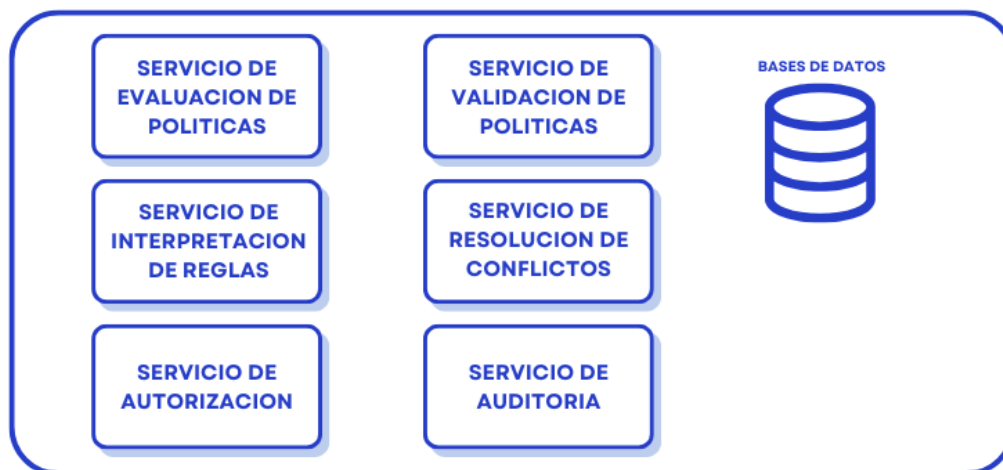 SERVICIO DE
EVALUACION DE
POLITICAS
SERVICIO DE
VALIDACION DE
POLITICAS
BASES DE DATOS
SERVICIO DE
INTERPRETACION
DE REGLAS
SERVICIO DE
RESOLUCION DE
CONFLICTOS
SERVICIO DE
AUTORIZACION
SERVICIO DE
AUDITORIA